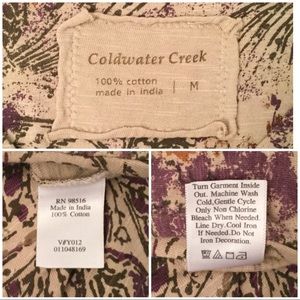 Coldwater Creek
100% cotton
made in india | M
RN 98516
Made in India
100% Cotton
V#Y012
011048169
Turn Garment Inside
Out. Machine Wash
Cold,Gentle Cycle
Only Non Chlorine
Bleach When Needed.
Line Dry.Cool Iron
If Needed.Do Not
Iron Decoration.